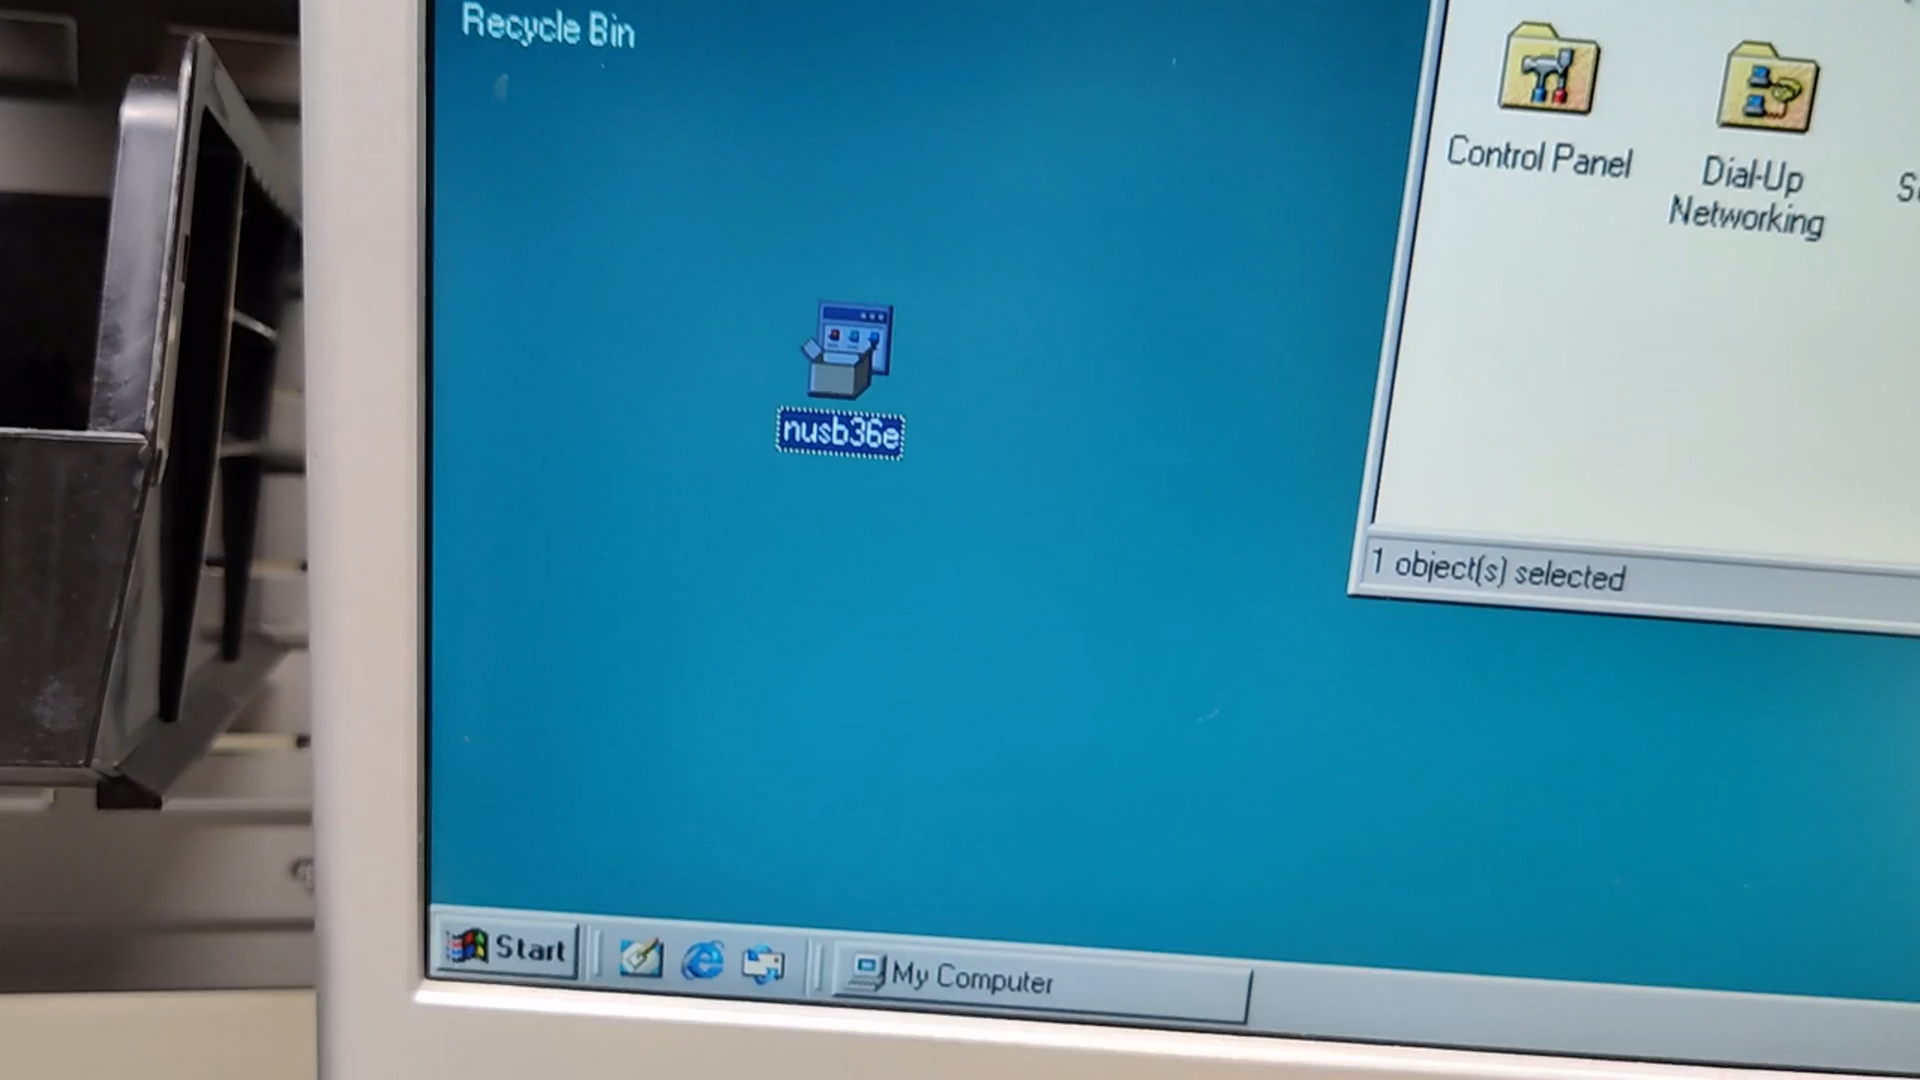 Recycle Bin
Control Panel
Dial-Up
Networking
nusb36e
1 object(s) selected
Start
My Computer